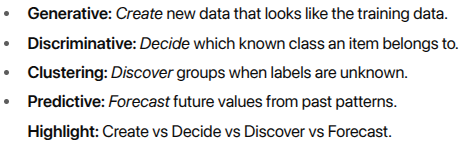 • Generative: Create new data that looks like the training data.
• Discriminative: Decide which known class an item belongs to.
• Clustering: Discover groups when labels are unknown.
• Predictive: Forecast future values from past patterns.
Highlight: Create vs Decide vs Discover vs Forecast.